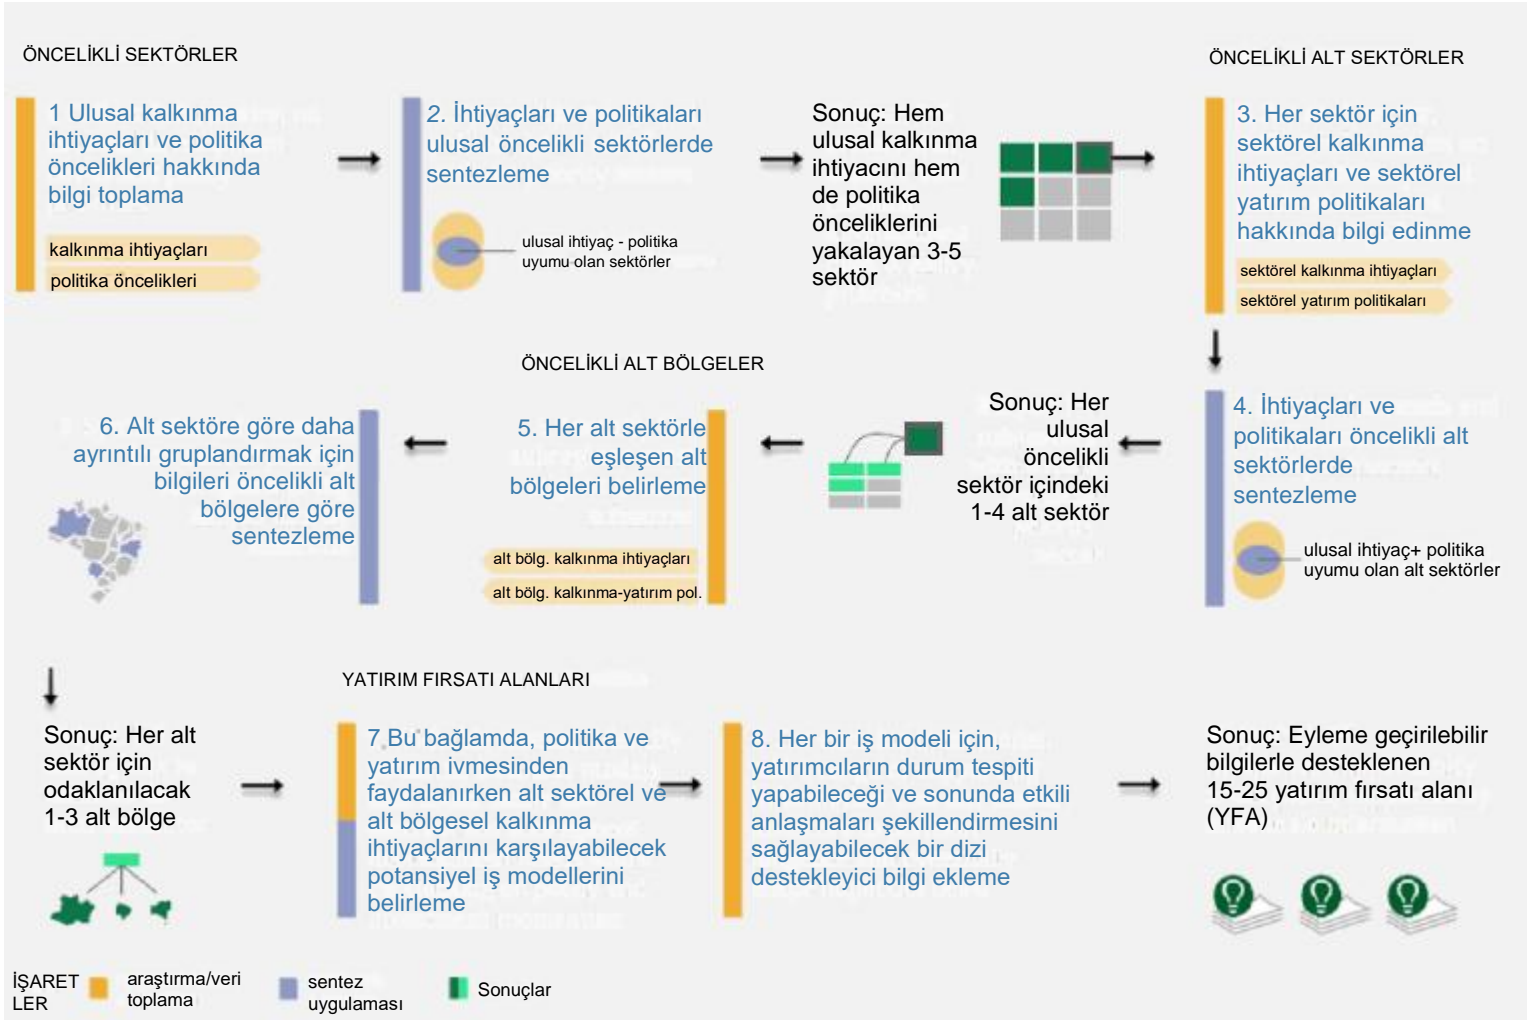 ÖNCELİKLİ SEKTÖRLER
1 Ulusal kalkınma
ihtiyaçları ve politika
öncelikleri hakkında
bilgi toplama
kalkınma ihtiyaçları
politika öncelikleri
2. İhtiyaçları ve politikaları
ulusal öncelikli sektörlerde
sentezleme
ulusal ihtiyaç - politika
uyumu olan sektörler
Sonuç: Hem
ulusal kalkınma
ihtiyacını hem
de politika
önceliklerini
yakalayan 3-5
sektör
ÖNCELİKLİ ALT SEKTÖRLER
3. Her sektör için
sektörel kalkınma
ihtiyaçları ve sektörel
yatırım politikaları
hakkında bilgi edinme
sektörel kalkınma ihtiyaçları
sektörel yatırım politikaları
4. İhtiyaçları ve
politikaları öncelikli alt
sektörlerde
sentezleme
ulusal ihtiyaç+ politika
uyumu olan alt sektörler
Sonuç: Her
ulusal
öncelikli
sektör içindeki
1-4 alt sektör
ÖNCELİKLİ ALT BÖLGELER
5. Her alt sektörle
eşleşen alt
bölgeleri belirleme
alt bölg. kalkınma ihtiyaçları
alt bölg. kalkınma-yatırım pol.
6. Alt sektöre göre daha
ayrıntılı gruplandırmak için
bilgileri öncelikli alt
bölgelere göre
sentezleme
Sonuç: Her alt
sektör için
odaklanılacak
1-3 alt bölge
YATIRIM FIRSATI ALANLARI
7.Bu bağlamda, politika ve
yatırım ivmesinden
faydalanırken alt sektörel ve
alt bölgesel kalkınma
ihtiyaçlarını karşılayabilecek
potansiyel iş modellerini
belirleme
8. Her bir iş modeli için,
yatırımcıların durum tespiti
yapabileceği ve sonunda etkili
anlaşmaları şekillendirmesini
sağlayabilecek bir dizi
destekleyici bilgi ekleme
Sonuç: Eyleme geçirilebilir
bilgilerle desteklenen
15-25 yatırım fırsatı alanı
(YFA)
İŞARET
LER
araştırma/veri
toplama
sentez
uygulaması
Sonuçlar